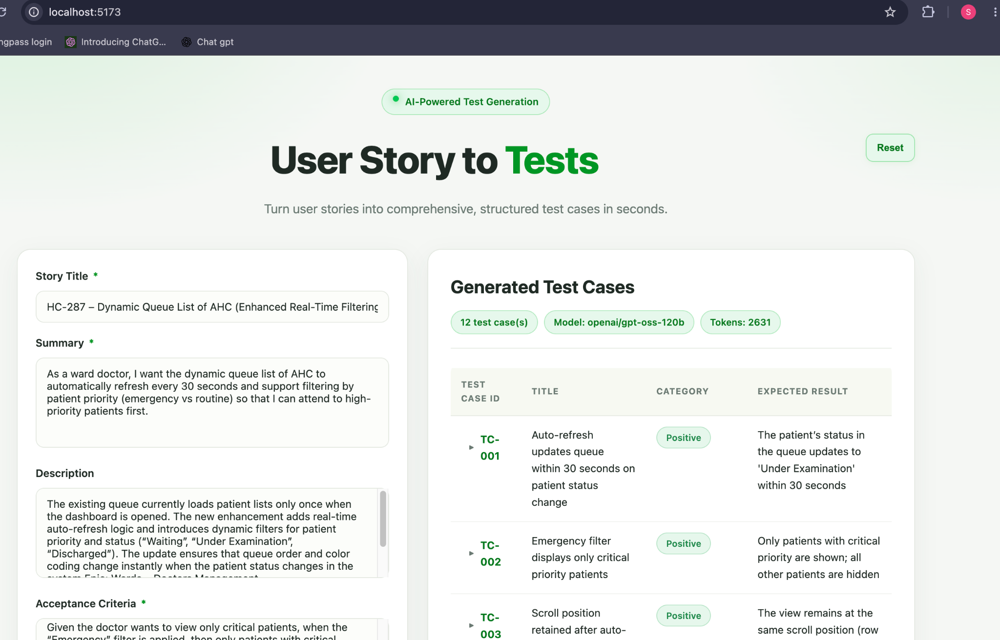 localhost:5173
S
ngpass login
Introducing ChatG...
Chat gpt
AI-Powered Test Generation
User Story to Tests
Reset
Turn user stories into comprehensive, structured test cases in seconds.
Story Title *
HC-287 – Dynamic Queue List of AHC (Enhanced Real-Time Filtering
Summary *
As a ward doctor, I want the dynamic queue list of AHC to
automatically refresh every 30 seconds and support filtering by
patient priority (emergency vs routine) so that I can attend to high-
priority patients first.
Description
The existing queue currently loads patient lists only once when
the dashboard is opened. The new enhancement adds real-time
auto-refresh logic and introduces dynamic filters for patient
priority and status (“Waiting”, “Under Examination”,
“Discharged”). The update ensures that queue order and color
coding change instantly when the patient status changes in the
system Epic: Wards – Doctors Management
Acceptance Criteria *
Given the doctor wants to view only critical patients, when the
“Emergency” filter is applied, then only patients with critical
Generated Test Cases
12 test case(s)
Model: openai/gpt-oss-120b
Tokens: 2631
TEST
CASE ID
TITLE
CATEGORY
EXPECTED RESULT
TC-
001
Auto-refresh
updates queue
within 30 seconds on
patient status
change
Positive
The patient’s status in
the queue updates to
'Under Examination'
within 30 seconds
TC-
002
Emergency filter
displays only critical
priority patients
Positive
Only patients with critical
priority are shown; all
other patients are hidden
TC-
003
Scroll position
retained after auto-
Positive
The view remains at the
same scroll position (row